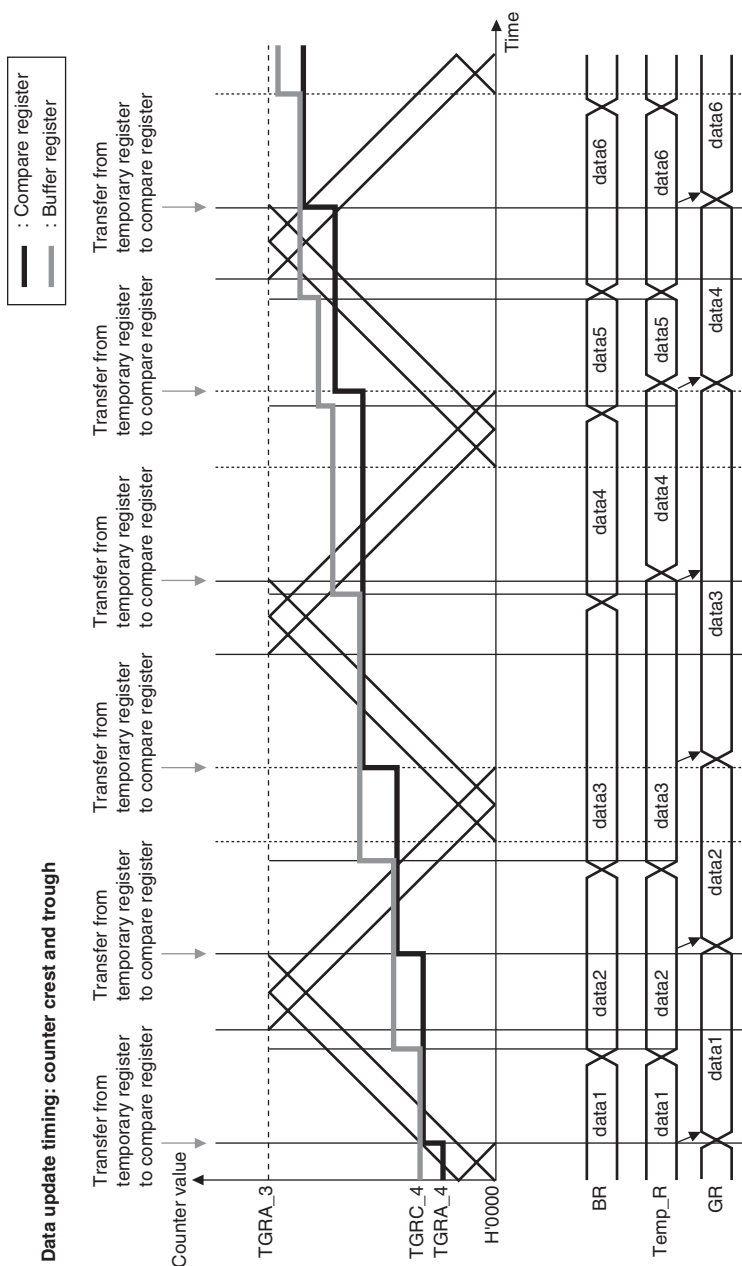 Data update timing: counter crest and trough
: Compare register
: Buffer register
Transfer from
temporary register
to compare register
Transfer from
temporary register
to compare register
Transfer from
temporary register
to compare register
Transfer from
temporary register
to compare register
Transfer from
temporary register
to compare register
Transfer from
temporary register
to compare register
Counter value
TGRA_3
TGRC_4
TGRA_4
H'0000
Time
BR
data1
data2
data3
data4
data5
data6
Temp_R
data1
data2
data3
data4
data5
data6
GR
data1
data2
data3
data4
data6